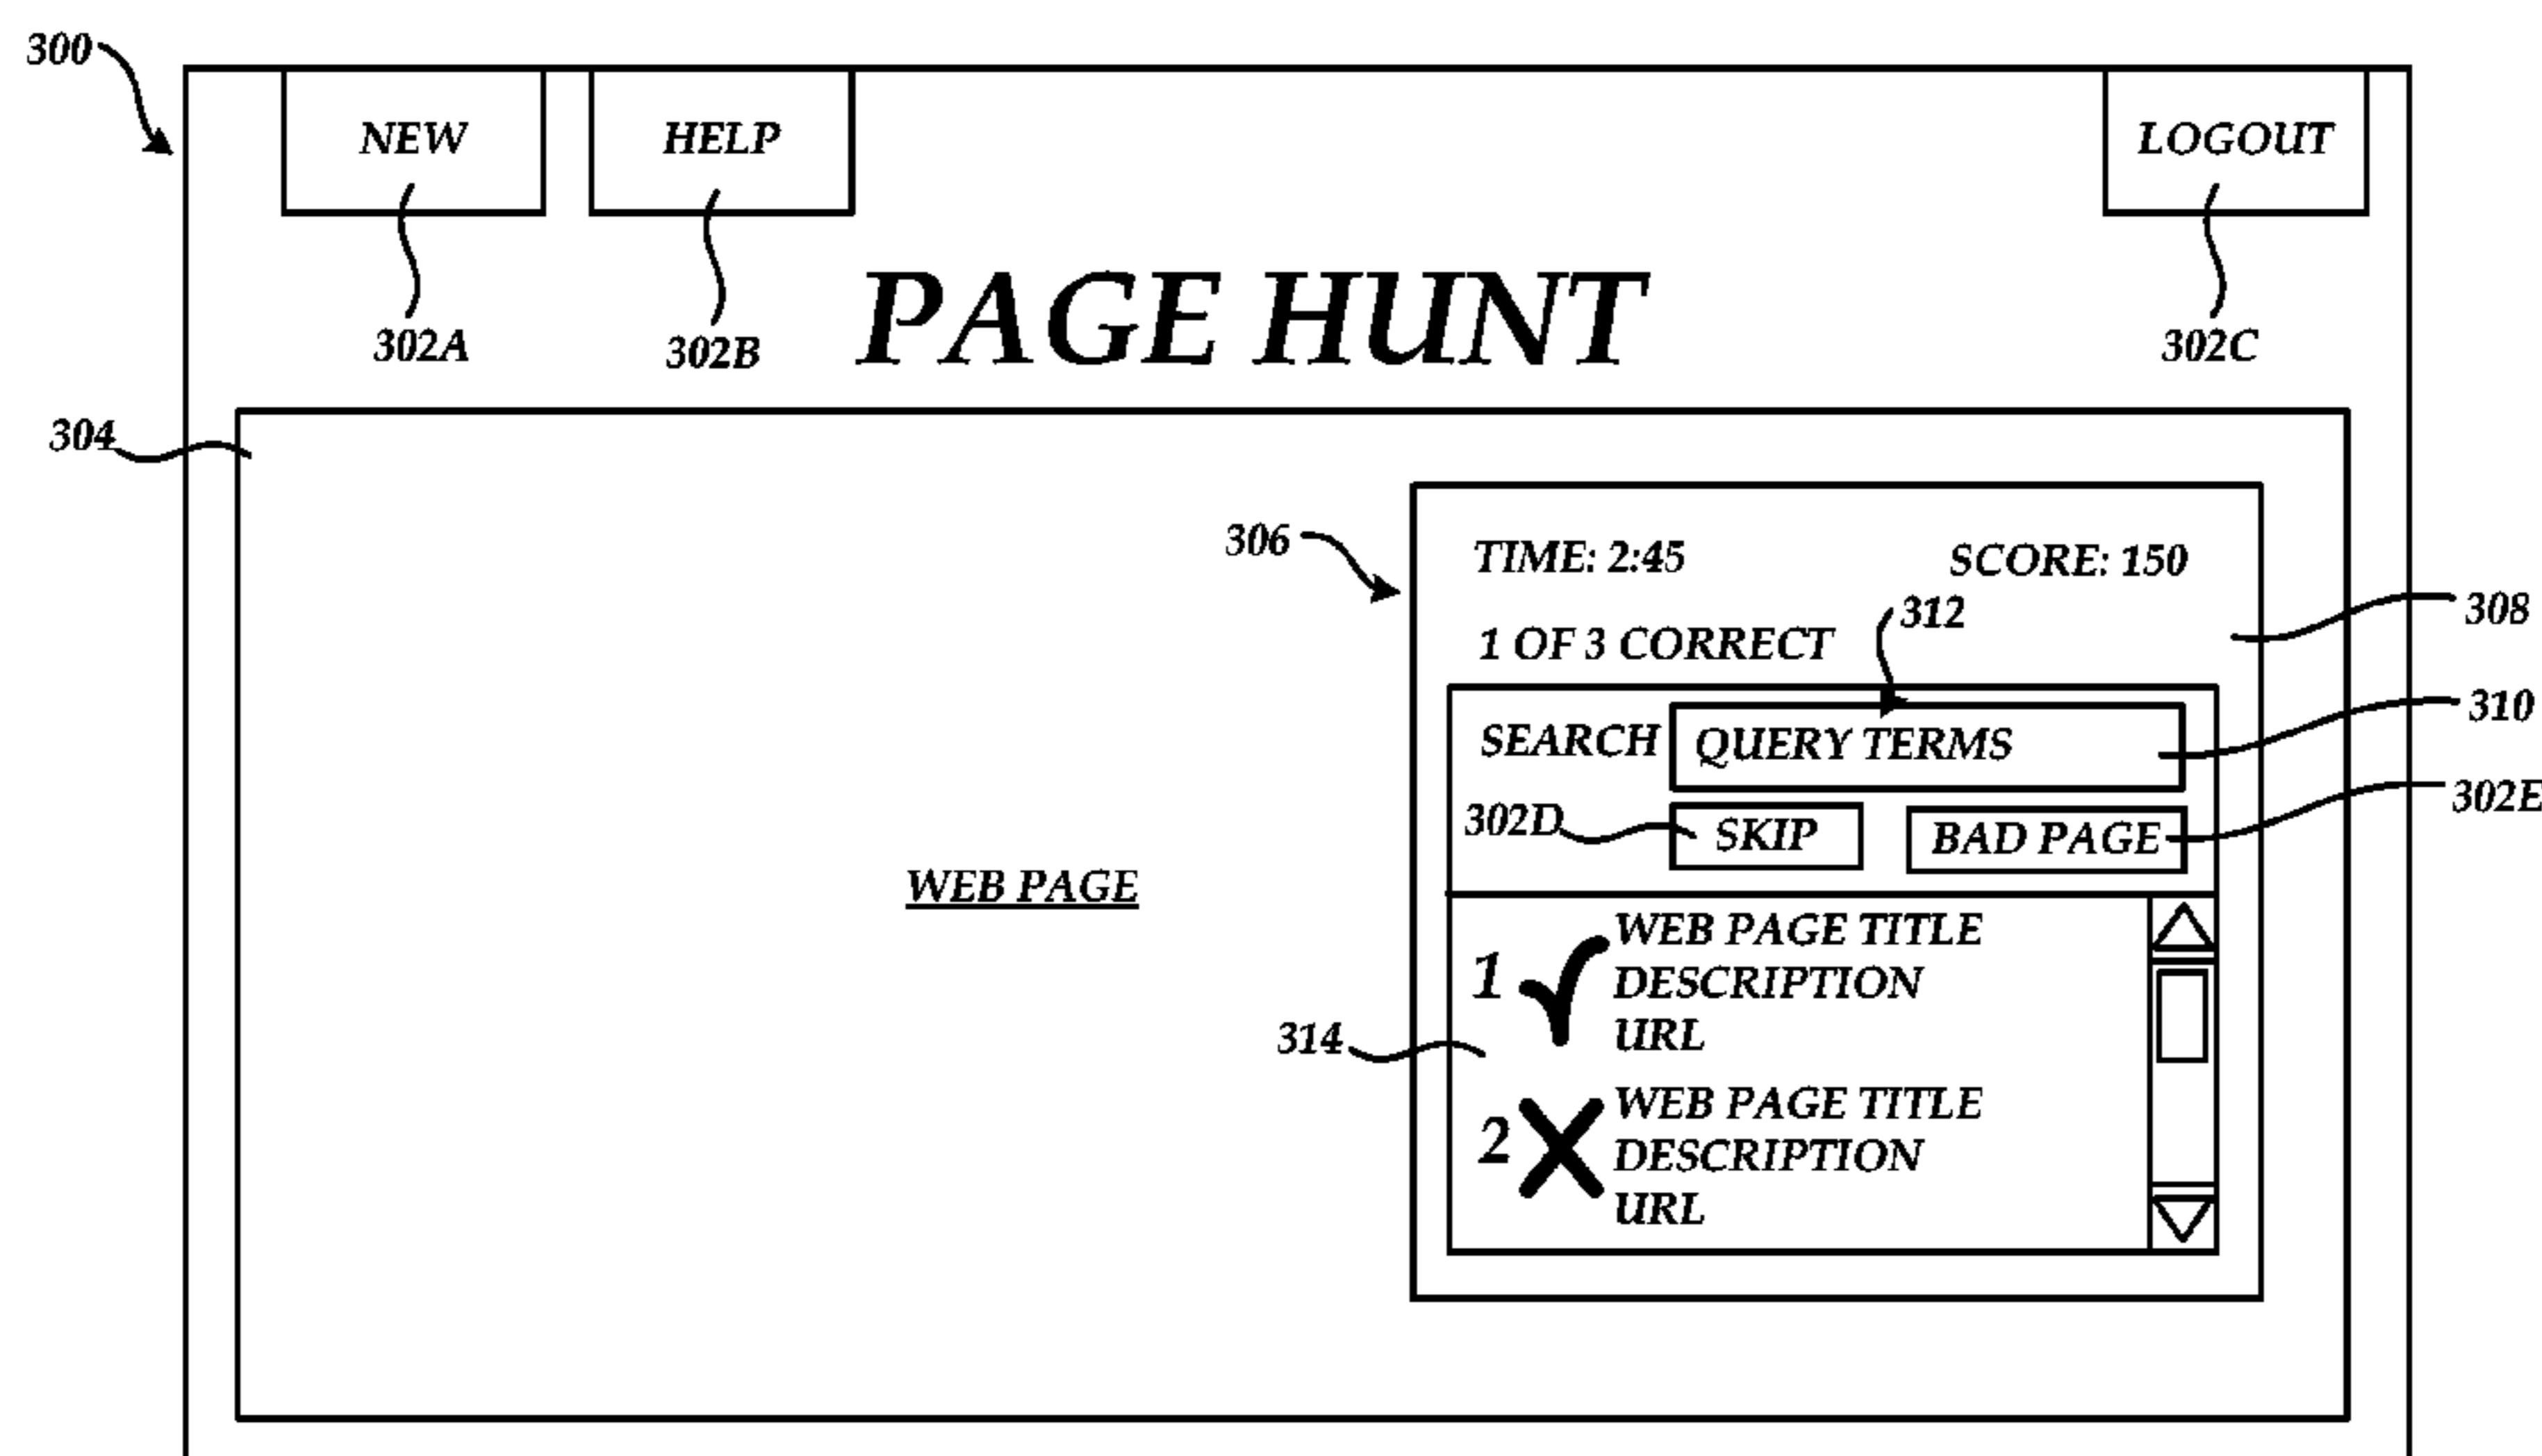 300
NEW
HELP
LOGOUT
302A
302B
302C
PAGE HUNT
304
306
TIME: 2:45
SCORE: 150
308
312
1 OF 3 CORRECT
310
SEARCH
QUERY TERMS
302D
SKIP
BAD PAGE
302E
WEB PAGE
1
WEB PAGE TITLE
DESCRIPTION
URL
314
2
WEB PAGE TITLE
DESCRIPTION
URL